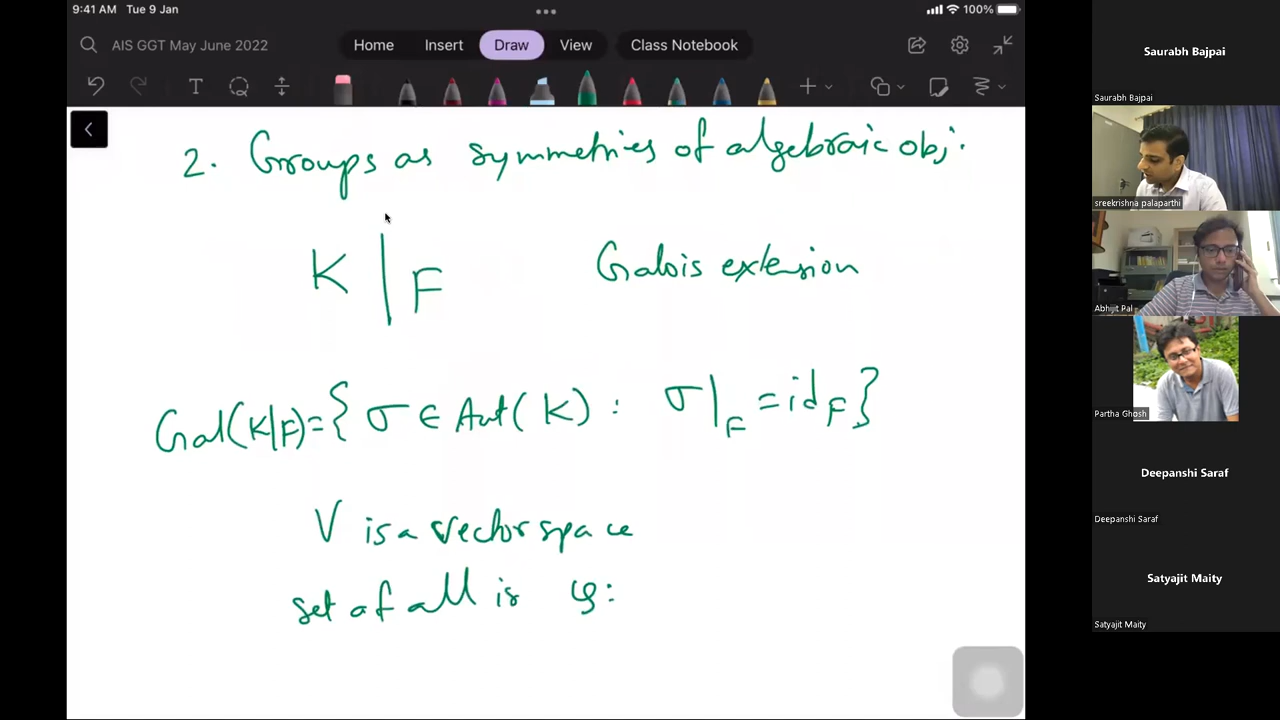 9:41 AM Tue 9 Jan
100%
AIS GGT May June 2022
Home Insert Draw View Class Notebook
2. Groups as symmetries of algebraic obj.
K | F Galois extension
Gal(K|F)={ σ ∈ Aut(K) : σ|_F = id_F }
V is a vector space
set of all is φ:
Saurabh Bajpai
Saurabh Bajpai
sreekrishna palaparthi
Abhijit Pal
Partha Ghosh
Deepanshi Saraf
Deepanshi Saraf
Satyajit Maity
Satyajit Maity